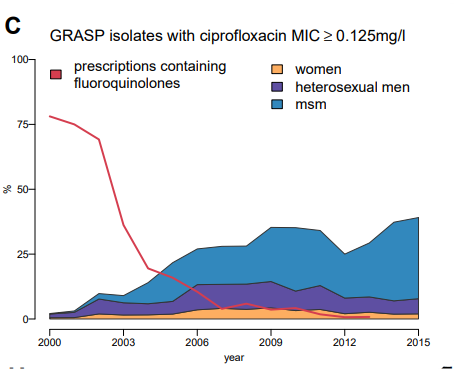 C
GRASP isolates with ciprofloxacin MIC ≥ 0.125mg/l
prescriptions containing
fluoroquinolones
women
heterosexual men
msm
100
75
50
25
0
%
2000 2003 2006 2009 2012 2015
year